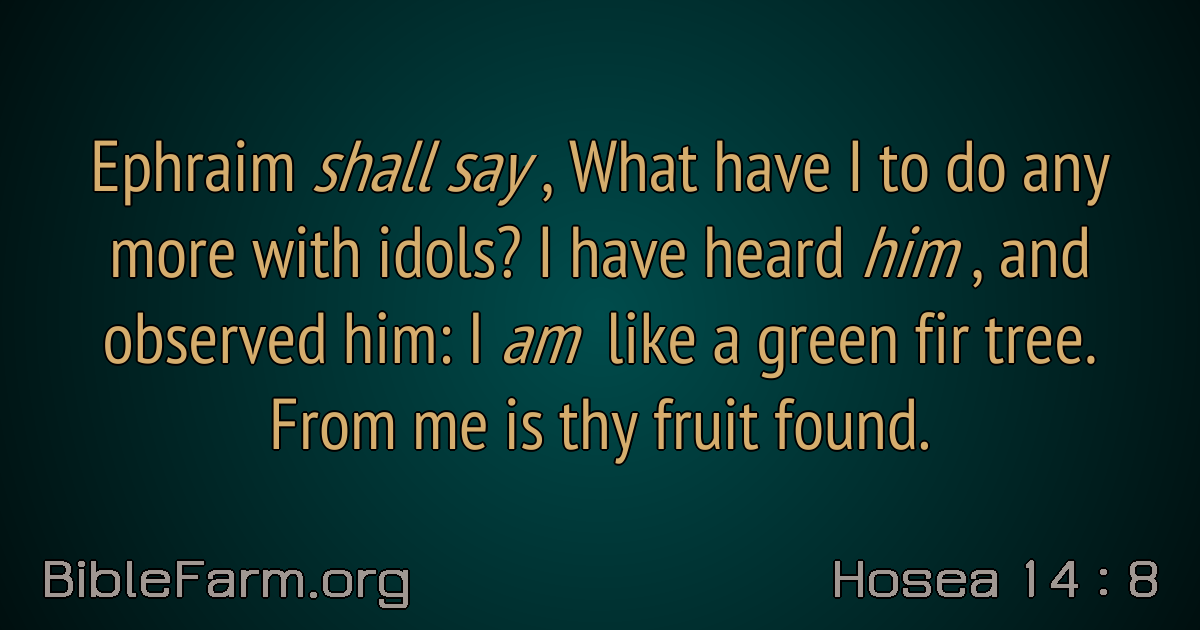 Ephraim shall say , What have I to do any
more with idols? I have heard him , and
observed him: I am like a green fir tree.
From me is thy fruit found.
BibleFarm.org
Hosea 14 : 8